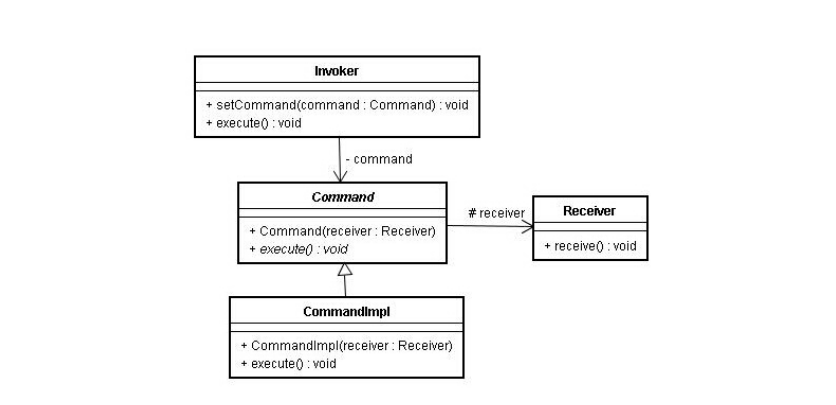 Invoker
+ setCommand(command : Command) : void
+ execute() : void
- command
Command
+ Command(receiver : Receiver)
+ execute() : void
# receiver
Receiver
+ receive() : void
CommandImpl
+ CommandImpl(receiver : Receiver)
+ execute() : void